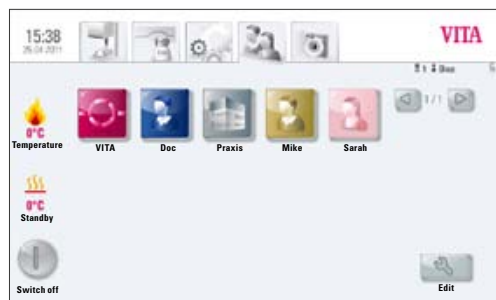 15:38
VITA
25.04.2011
1/1
0°C
Temperature
VITA
Doc
Praxis
Mike
Sarah
0°C
Standby
Switch off
Edit